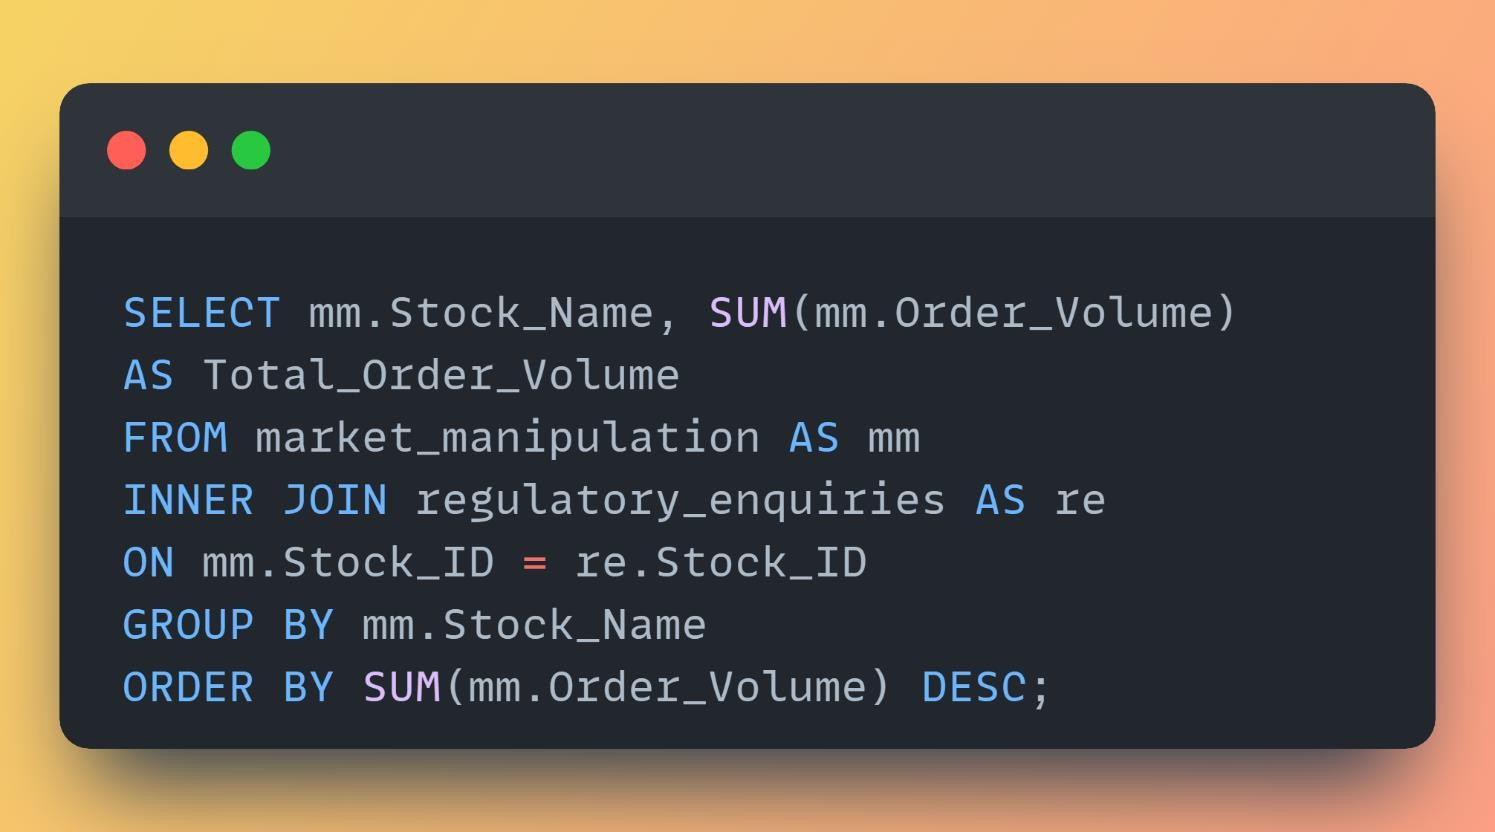 SELECT mm.Stock_Name, SUM(mm.Order_Volume)
AS Total_Order_Volume
FROM market_manipulation AS mm
INNER JOIN regulatory_enquiries AS re
ON mm.Stock_ID = re.Stock_ID
GROUP BY mm.Stock_Name
ORDER BY SUM(mm.Order_Volume) DESC;